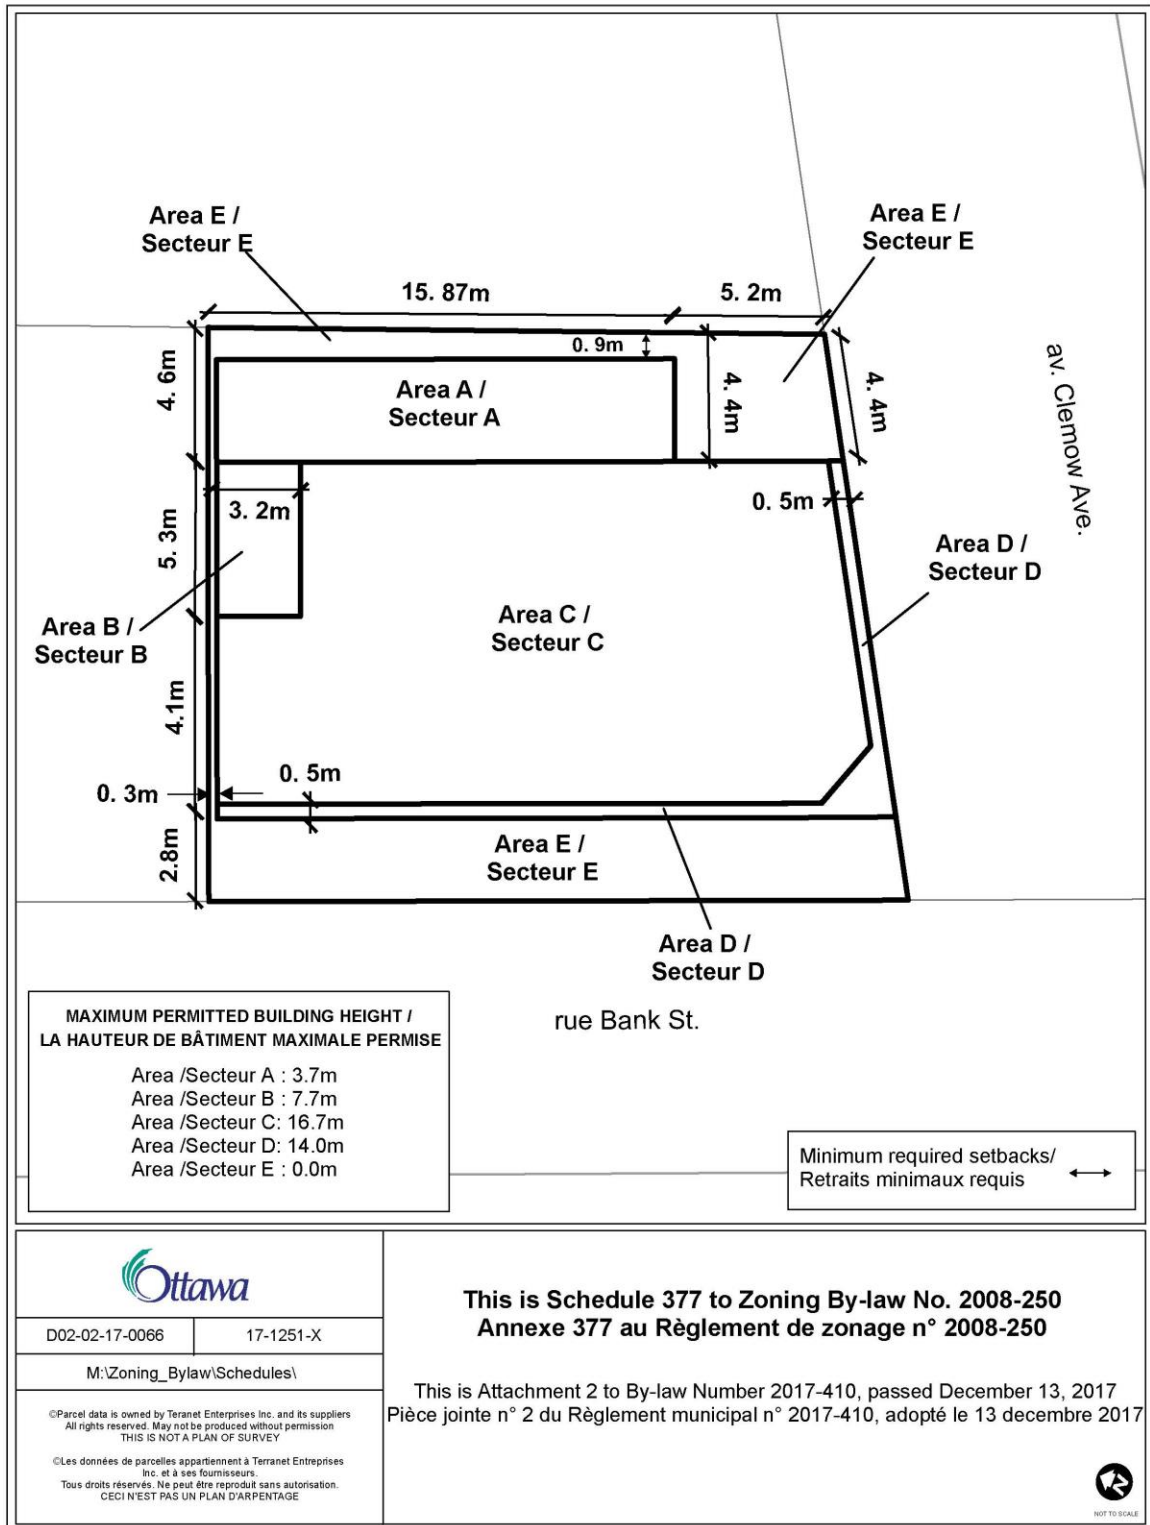 Area E /
Secteur E
Area E /
Secteur E
15. 87m
5. 2m
0. 9m
4. 6m
Area A /
Secteur A
4. 4m
4. 4m
av. Clemow Ave.
3. 2m
0. 5m
5. 3m
Area D /
Secteur D
Area B /
Secteur B
Area C /
Secteur C
4.1m
0. 5m
0. 3m
2.8m
Area E /
Secteur E
Area D /
Secteur D
rue Bank St.
MAXIMUM PERMITTED BUILDING HEIGHT /
LA HAUTEUR DE BÂTIMENT MAXIMALE PERMISE
Area /Secteur A : 3.7m
Area /Secteur B : 7.7m
Area /Secteur C: 16.7m
Area /Secteur D: 14.0m
Area /Secteur E : 0.0m
Minimum required setbacks/
Retraits minimaux requis
Ottawa
D02-02-17-0066
17-1251-X
M:\Zoning_Bylaw\Schedules\
©Parcel data is owned by Teranet Enterprises Inc. and its suppliers
All rights reserved. May not be produced without permission
THIS IS NOT A PLAN OF SURVEY
©Les données de parcelles appartiennent à Terranet Entreprises
Inc. et à ses fournisseurs.
Tous droits réservés. Ne peut être reproduit sans autorisation.
CECI N'EST PAS UN PLAN D'ARPENTAGE
This is Schedule 377 to Zoning By-law No. 2008-250
Annexe 377 au Règlement de zonage n° 2008-250
This is Attachment 2 to By-law Number 2017-410, passed December 13, 2017
Pièce jointe n° 2 du Règlement municipal n° 2017-410, adopté le 13 decembre 2017
Z
NOT TO SCALE